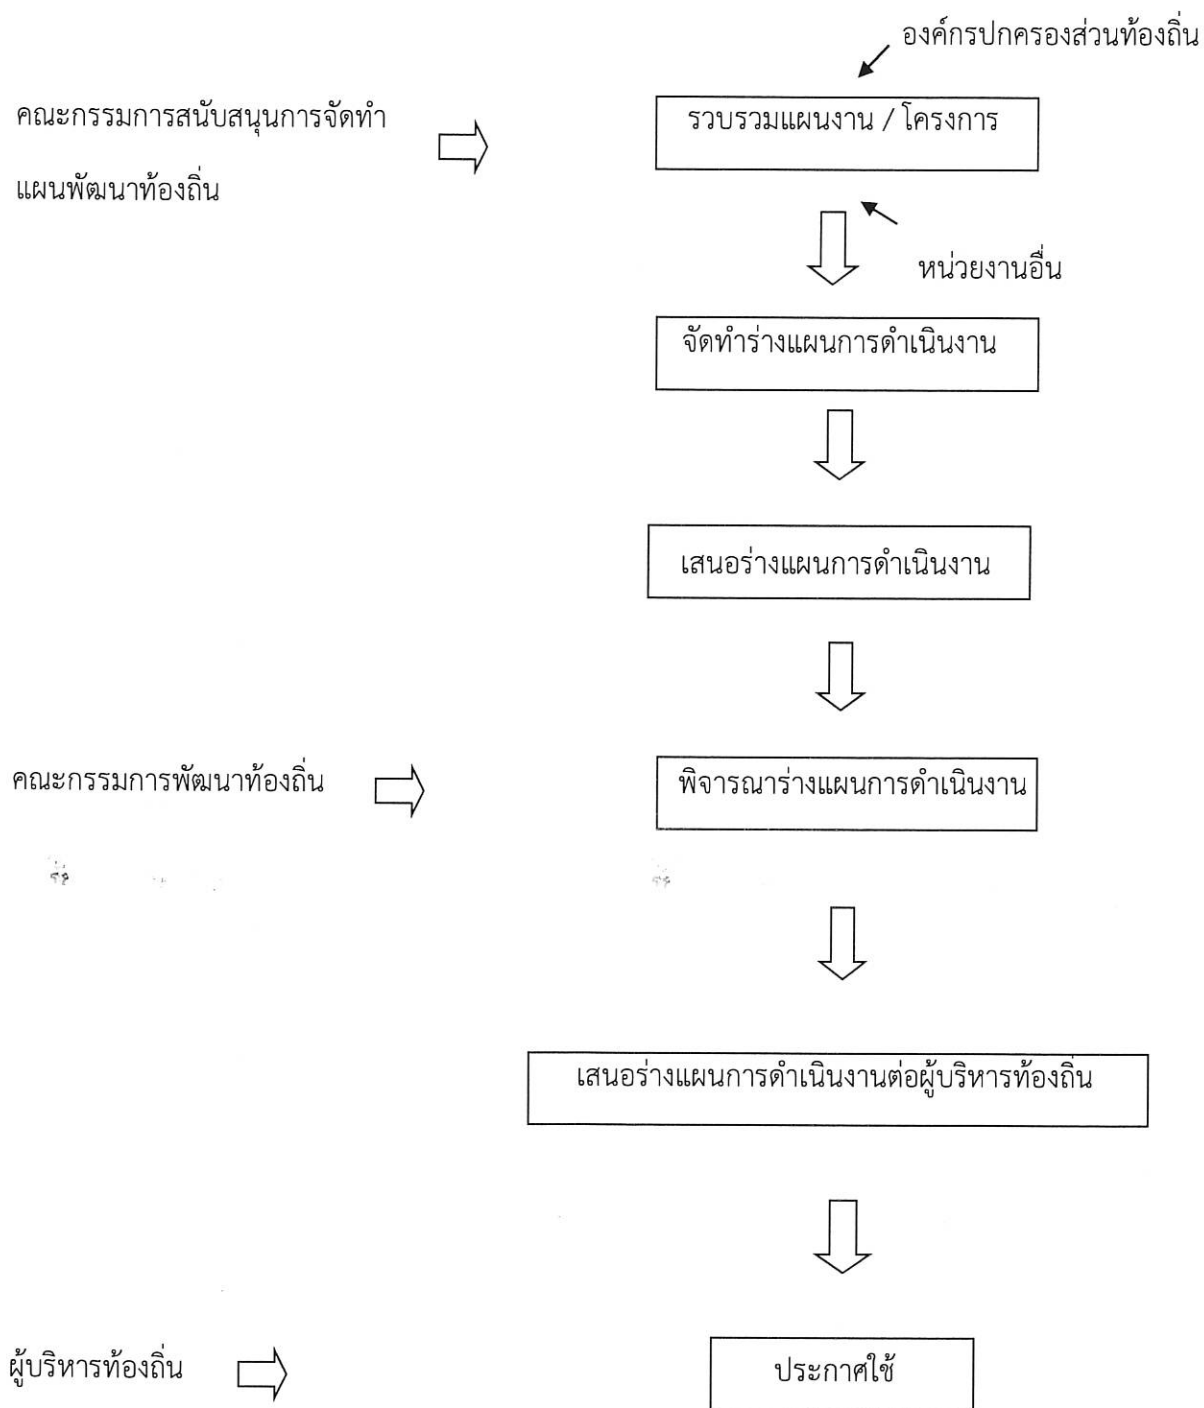 องค์กรปกครองส่วนท้องถิ่น
คณะกรรมการสนับสนุนการจัดทำ
แผนพัฒนาท้องถิ่น
รวบรวมแผนงาน / โครงการ
หน่วยงานอื่น
จัดทำร่างแผนการดำเนินงาน
เสนอร่างแผนการดำเนินงาน
คณะกรรมการพัฒนาท้องถิ่น
พิจารณาร่างแผนการดำเนินงาน
เสนอร่างแผนการดำเนินงานต่อผู้บริหารท้องถิ่น
ผู้บริหารท้องถิ่น
ประกาศใช้